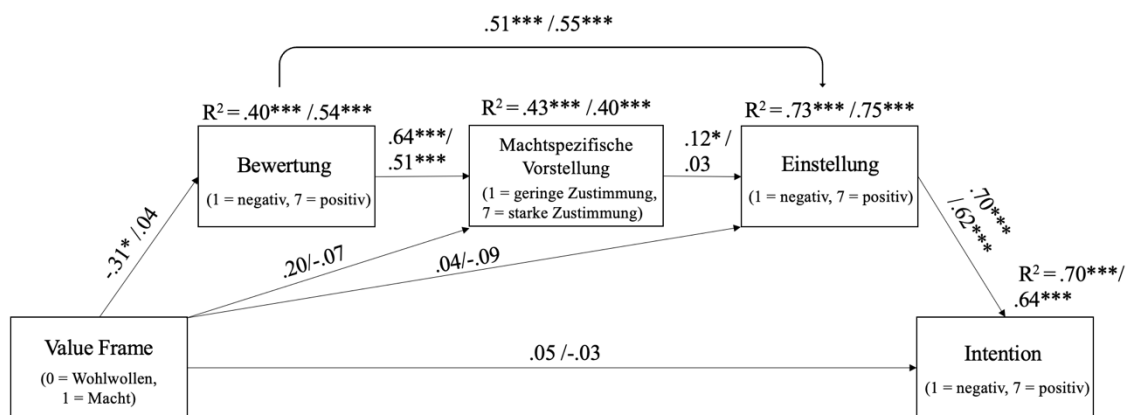 .51*** /.55***
R² = .40*** /.54***
R² = .43*** /.40***
R² = .73*** /.75***
Bewertung
(1 = negativ, 7 = positiv)
.64***/
.51***
Machtspezifische
Vorstellung
(1 = geringe Zustimmung,
7 = starke Zustimmung)
.12* /
.03
Einstellung
(1 = negativ, 7 = positiv)
-.31* /.04
.20/-.07
.04/-.09
.70***
/.62***
R² = .70***/
.64***
Value Frame
(0 = Wohlwollen,
1 = Macht)
.05 /-.03
Intention
(1 = negativ, 7 = positiv)